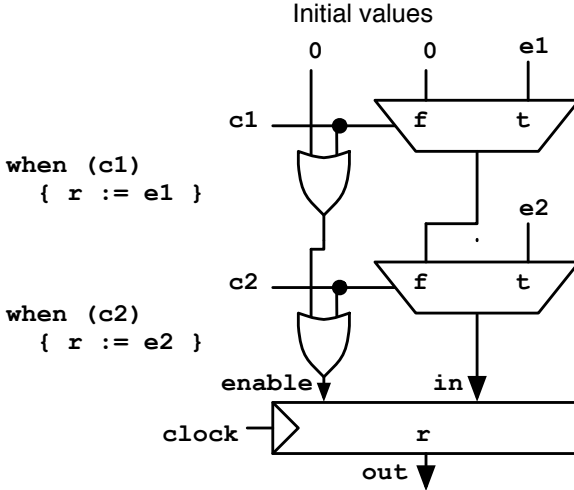 Initial values
0 0 e1
c1 f t
when (c1)
{ r := e1 }
e2
c2 f t
when (c2)
{ r := e2 }
enable in
clock r
out